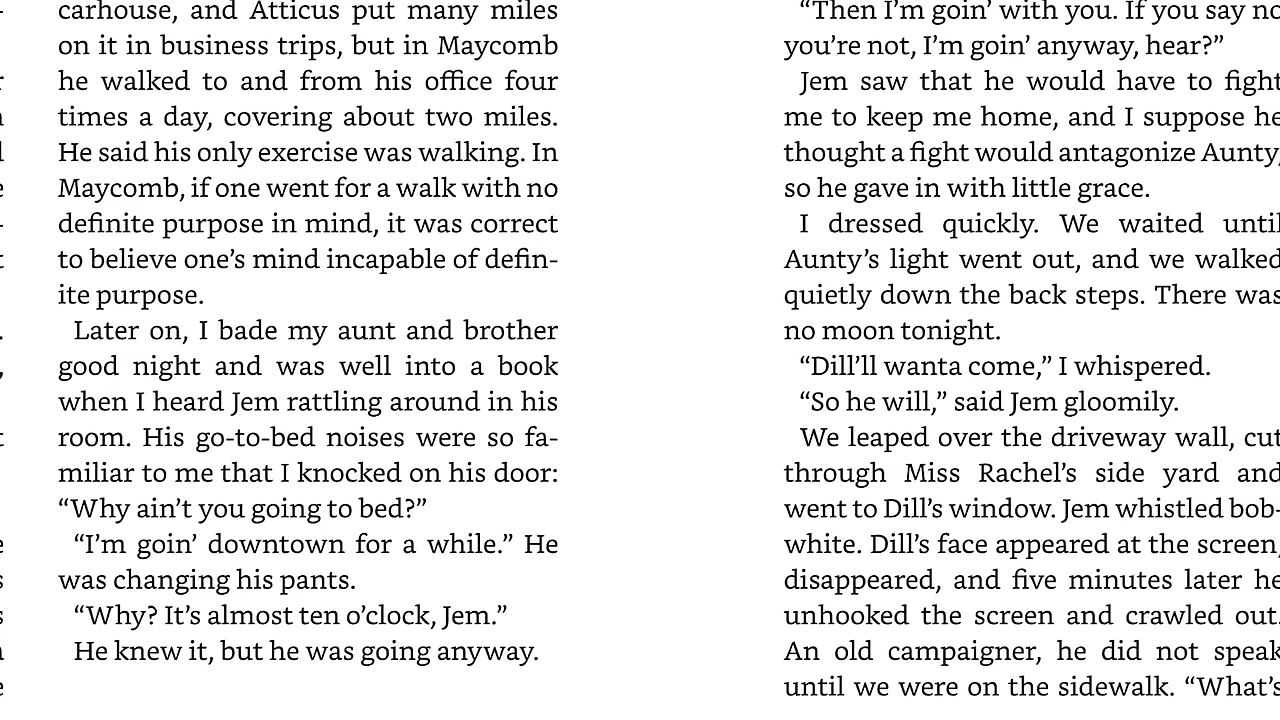 carhouse, and Atticus put many miles
on it in business trips, but in Maycomb
he walked to and from his office four
times a day, covering about two miles.
He said his only exercise was walking. In
Maycomb, if one went for a walk with no
definite purpose in mind, it was correct
to believe one’s mind incapable of defin-
ite purpose.
Later on, I bade my aunt and brother
good night and was well into a book
when I heard Jem rattling around in his
room. His go-to-bed noises were so fa-
miliar to me that I knocked on his door:
“Why ain’t you going to bed?”
“I’m goin’ downtown for a while.” He
was changing his pants.
“Why? It’s almost ten o’clock, Jem.”
He knew it, but he was going anyway.
“Then I’m goin’ with you. If you say no
you’re not, I’m goin’ anyway, hear?”
Jem saw that he would have to fight
me to keep me home, and I suppose he
thought a fight would antagonize Aunty,
so he gave in with little grace.
I dressed quickly. We waited until
Aunty’s light went out, and we walked
quietly down the back steps. There was
no moon tonight.
“Dill’ll wanta come,” I whispered.
“So he will,” said Jem gloomily.
We leaped over the driveway wall, cut
through Miss Rachel’s side yard and
went to Dill’s window. Jem whistled bob-
white. Dill’s face appeared at the screen,
disappeared, and five minutes later he
unhooked the screen and crawled out.
An old campaigner, he did not speak
until we were on the sidewalk. “What’s